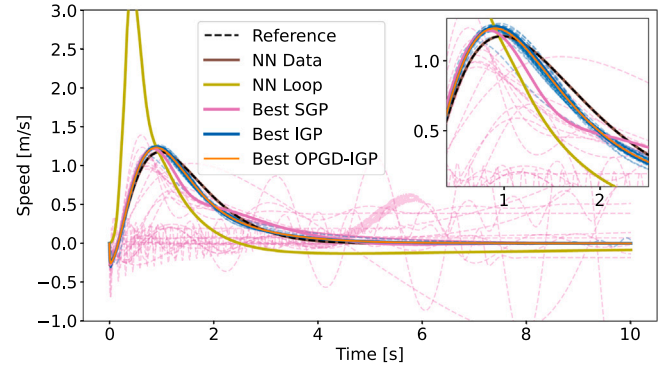 3.0
2.5
2.0
1.5
1.0
0.5
0.0
−0.5
−1.0
Speed [m/s]
Reference
NN Data
NN Loop
Best SGP
Best IGP
Best OPGD-IGP
1.0
0.5
1
2
0
2
4
6
8
10
Time [s]